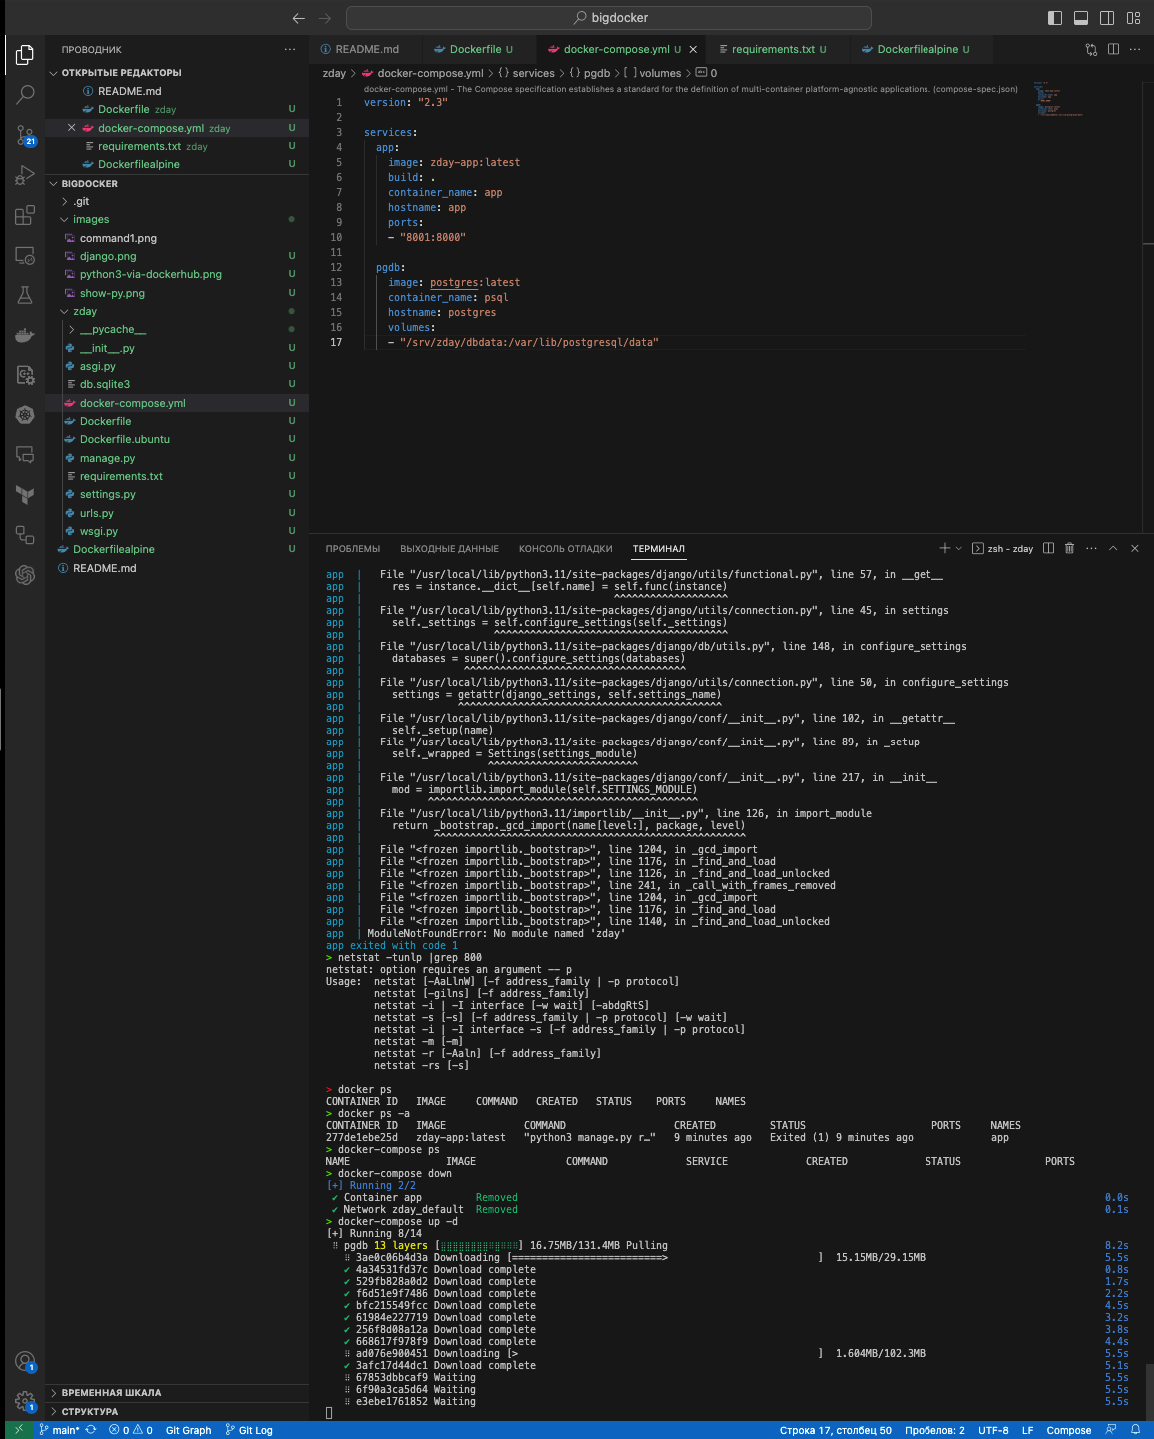 bigdocker
ПРОВОДНИК
ОТКРЫТЫЕ РЕДАКТОРЫ
README.md
Dockerfile zday U
docker-compose.yml zday U
requirements.txt zday U
Dockerfilealpine U
BIGDOCKER
.git
images
command1.png
django.png U
python3-via-dockerhub.png U
show-py.png U
zday
__pycache__
__init__.py U
asgi.py U
db.sqlite3 U
docker-compose.yml U
Dockerfile U
Dockerfile.ubuntu U
manage.py U
requirements.txt U
settings.py U
urls.py U
wsgi.py U
Dockerfilealpine U
README.md
ВРЕМЕННАЯ ШКАЛА
СТРУКТУРА
21
1
1
README.md Dockerfile U docker-compose.yml U requirements.txt U Dockerfilealpine U
zday > docker-compose.yml > {} services > {} pgdb > [ ] volumes > 0
docker-compose.yml - The Compose specification establishes a standard for the definition of multi-container platform-agnostic applications. (compose-spec.json)
1 version: "2.3"
2
3 services:
4 app:
5 image: zday-app:latest
6 build: .
7 container_name: app
8 hostname: app
9 ports:
10 - "8001:8000"
11
12 pgdb:
13 image: postgres:latest
14 container_name: psql
15 hostname: postgres
16 volumes:
17 - "/srv/zday/dbdata:/var/lib/postgresql/data"
ПРОБЛЕМЫ ВЫХОДНЫЕ ДАННЫЕ КОНСОЛЬ ОТЛАДКИ ТЕРМИНАЛ zsh - zday
app | File "/usr/local/lib/python3.11/site-packages/django/utils/functional.py", line 57, in __get__
app | res = instance.__dict__[self.name] = self.func(instance)
app | ^^^^^^^^^^^^^^^^^^^
app | File "/usr/local/lib/python3.11/site-packages/django/utils/connection.py", line 45, in settings
app | self._settings = self.configure_settings(self._settings)
app | ^^^^^^^^^^^^^^^^^^^^^^^^^^^^^^^^^^^^^^^
app | File "/usr/local/lib/python3.11/site-packages/django/db/utils.py", line 148, in configure_settings
app | databases = super().configure_settings(databases)
app | ^^^^^^^^^^^^^^^^^^^^^^^^^^^^^^^^^^^^^
app | File "/usr/local/lib/python3.11/site-packages/django/utils/connection.py", line 50, in configure_settings
app | settings = getattr(django_settings, self.settings_name)
app | ^^^^^^^^^^^^^^^^^^^^^^^^^^^^^^^^^^^^^^^^^^^^
app | File "/usr/local/lib/python3.11/site-packages/django/conf/__init__.py", line 102, in __getattr__
app | self._setup(name)
app | File "/usr/local/lib/python3.11/site-packages/django/conf/__init__.py", line 89, in _setup
app | self._wrapped = Settings(settings_module)
app | ^^^^^^^^^^^^^^^^^^^^^^^^^
app | File "/usr/local/lib/python3.11/site-packages/django/conf/__init__.py", line 217, in __init__
app | mod = importlib.import_module(self.SETTINGS_MODULE)
app | ^^^^^^^^^^^^^^^^^^^^^^^^^^^^^^^^^^^^^^^^^^^^^
app | File "/usr/local/lib/python3.11/importlib/__init__.py", line 126, in import_module
app | return _bootstrap._gcd_import(name[level:], package, level)
app | ^^^^^^^^^^^^^^^^^^^^^^^^^^^^^^^^^^^^^^^^^^^^^^^^^^^^
app | File "<frozen importlib._bootstrap>", line 1204, in _gcd_import
app | File "<frozen importlib._bootstrap>", line 1176, in _find_and_load
app | File "<frozen importlib._bootstrap>", line 1126, in _find_and_load_unlocked
app | File "<frozen importlib._bootstrap>", line 241, in _call_with_frames_removed
app | File "<frozen importlib._bootstrap>", line 1204, in _gcd_import
app | File "<frozen importlib._bootstrap>", line 1176, in _find_and_load
app | File "<frozen importlib._bootstrap>", line 1140, in _find_and_load_unlocked
app | ModuleNotFoundError: No module named 'zday'
app exited with code 1
> netstat -tunlp |grep 800
netstat: option requires an argument -- p
Usage: netstat [-AaLlnW] [-f address_family | -p protocol]
netstat [-gilns] [-f address_family]
netstat -i | -I interface [-w wait] [-abdgRtS]
netstat -s [-s] [-f address_family | -p protocol] [-w wait]
netstat -i | -I interface -s [-f address_family | -p protocol]
netstat -m [-m]
netstat -r [-Aaln] [-f address_family]
netstat -rs [-s]
> docker ps
CONTAINER ID IMAGE COMMAND CREATED STATUS PORTS NAMES
> docker ps -a
CONTAINER ID IMAGE COMMAND CREATED STATUS PORTS NAMES
277de1ebe25d zday-app:latest "python3 manage.py r…" 9 minutes ago Exited (1) 9 minutes ago app
> docker-compose ps
NAME IMAGE COMMAND SERVICE CREATED STATUS PORTS
> docker-compose down
[+] Running 2/2
✔ Container app Removed 0.0s
✔ Network zday_default Removed 0.1s
> docker-compose up -d
[+] Running 8/14
⠿ pgdb 13 layers [⣿⣿⣿⣿⣿⣿⣿⣿⠿⣿⠿⠿⠿] 16.75MB/131.4MB Pulling 8.2s
⠿ 3ae0c06b4d3a Downloading [=========================> ] 15.15MB/29.15MB 5.5s
✔ 4a34531fd37c Download complete 0.8s
✔ 529fb828a0d2 Download complete 1.7s
✔ f6d51e9f7486 Download complete 2.2s
✔ bfc215549fcc Download complete 4.5s
✔ 61984e227719 Download complete 3.2s
✔ 256f8d08a12a Download complete 3.8s
✔ 668617f978f9 Download complete 4.4s
⠿ ad076e900451 Downloading [> ] 1.604MB/102.3MB 5.5s
✔ 3afc17d44dc1 Download complete 5.1s
⠿ 67853dbbcaf9 Waiting 5.5s
⠿ 6f90a3ca5d64 Waiting 5.5s
⠿ e3ebe1761852 Waiting 5.5s
main* 0 0 Git Graph Git Log Строка 17, столбец 50 Пробелов: 2 UTF-8 LF Compose